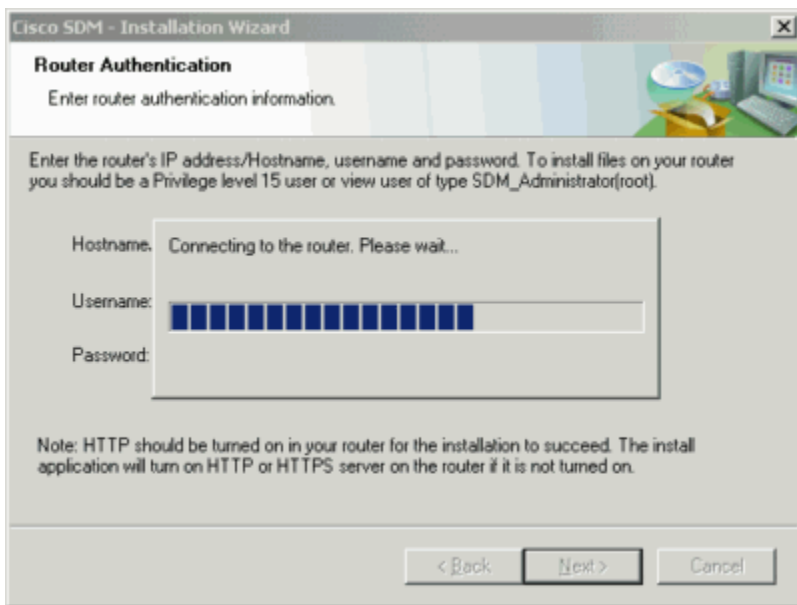 Cisco SDM - Installation Wizard
Router Authentication
Enter router authentication information.
Enter the router's IP address/Hostname, username and password. To install files on your router
you should be a Privilege level 15 user or view user of type SDM_Administrator(root).
Hostname.
Connecting to the router. Please wait...
Username:
Password:
Note: HTTP should be turned on in your router for the installation to succeed. The install
application will turn on HTTP or HTTPS server on the router if it is not turned on.
< Back
Next >
Cancel